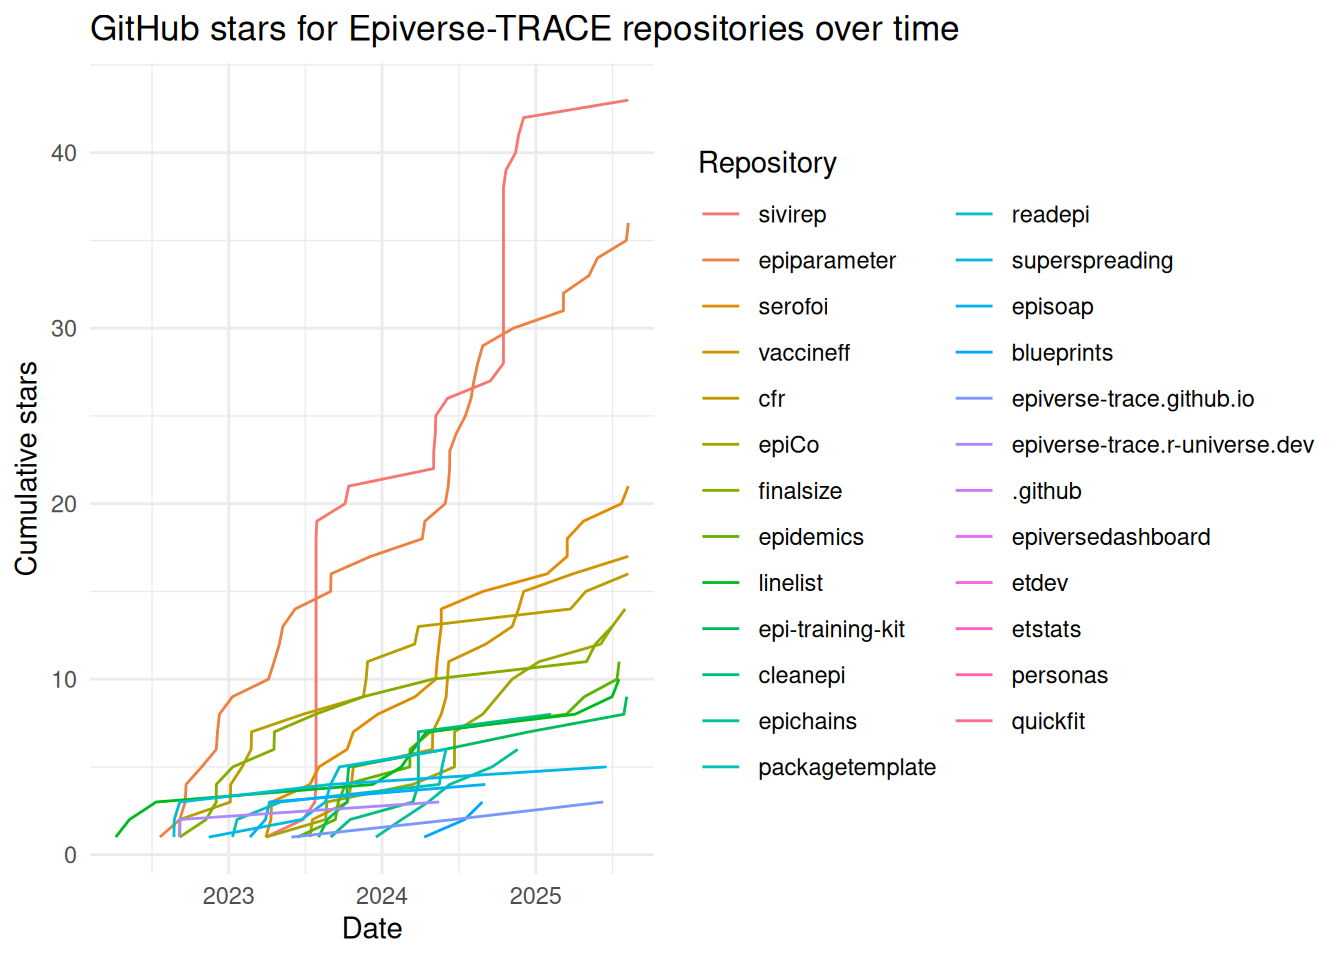 GitHub stars for Epiverse-TRACE repositories over time
Cumulative stars
40
30
20
10
0
2023
2024
2025
Date
Repository
sivirep
epiparameter
serofoi
vaccineff
cfr
epiCo
finalsize
epidemics
linelist
epi-training-kit
cleanepi
epichains
packagetemplate
readepi
superspreading
episoap
blueprints
epiverse-trace.github.io
epiverse-trace.r-universe.dev
.github
epiversedashboard
etdev
etstats
personas
quickfit